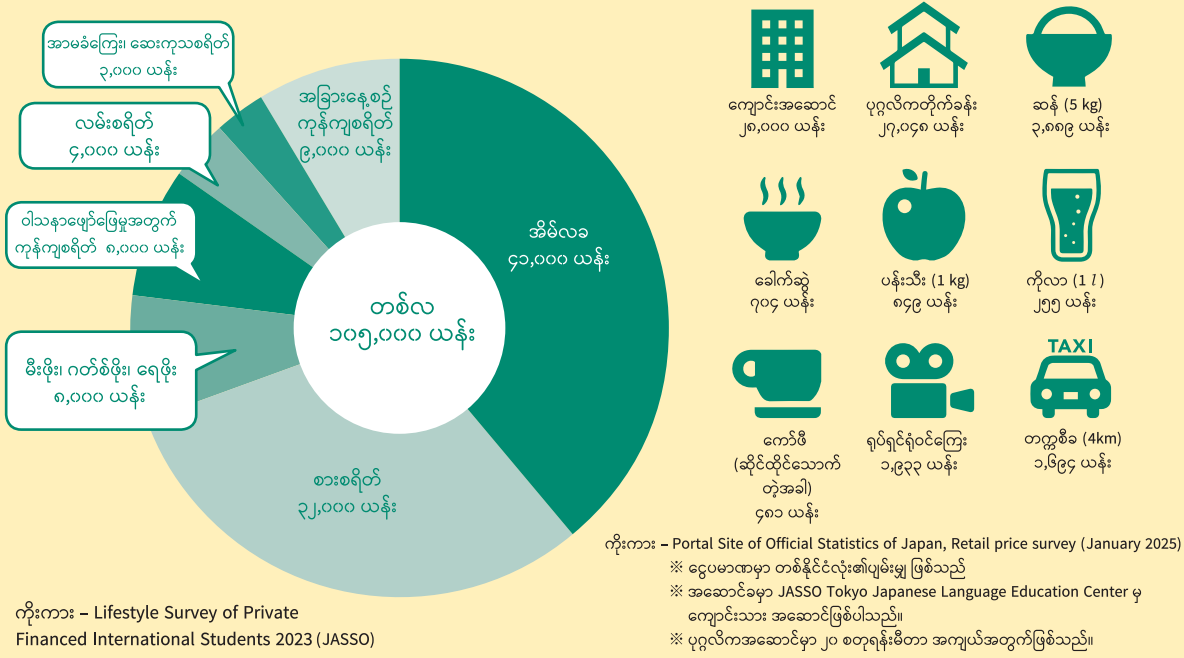 အာမခံကြေး၊ ဆေးကုသစရိတ်
၃,၀၀၀ ယန်း
လမ်းစရိတ်
၄,၀၀၀ ယန်း
ဝါသနာဖျော်ဖြေမှုအတွက်
ကုန်ကျစရိတ် ၈,၀၀၀ ယန်း
မီးဖိုး၊ ဂတ်စ်ဖိုး၊ ရေဖိုး
၈,၀၀၀ ယန်း
အခြားနေ့စဉ်
ကုန်ကျစရိတ်
၉,၀၀၀ ယန်း
အိမ်လခ
၄၁,၀၀၀ ယန်း
တစ်လ
၁၀၅,၀၀၀ ယန်း
စားစရိတ်
၃၂,၀၀၀ ယန်း
ကိုးကား – Lifestyle Survey of Private
Financed International Students 2023 (JASSO)
ကျောင်းအဆောင်
၂၈,၀၀၀ ယန်း
ပုဂ္ဂလိကတိုက်ခန်း
၂၇,၀၄၈ ယန်း
ဆန် (5 kg)
၃,၈၈၉ ယန်း
ခေါက်ဆွဲ
၇၀၄ ယန်း
ပန်းသီး (1 kg)
၈၄၉ ယန်း
ကိုလာ (1 l)
၂၅၅ ယန်း
ကော်ဖီ
(ဆိုင်ထိုင်သောက်
တဲ့အခါ)
၄၈၁ ယန်း
ရုပ်ရှင်ရုံဝင်ကြေး
၁,၉၃၃ ယန်း
TAXI
တက္ကစီခ (4km)
၁,၆၉၄ ယန်း
ကိုးကား – Portal Site of Official Statistics of Japan, Retail price survey (January 2025)
※ ငွေပမာဏမှာ တစ်နိုင်ငံလုံး၏ပျမ်းမျှ ဖြစ်သည်
※ အဆောင်ခမှာ JASSO Tokyo Japanese Language Education Center မှ
ကျောင်းသား အဆောင်ဖြစ်ပါသည်။
※ ပုဂ္ဂလိကအဆောင်မှာ ၂၀ စတုရန်းမီတာ အကျယ်အတွက်ဖြစ်သည်။